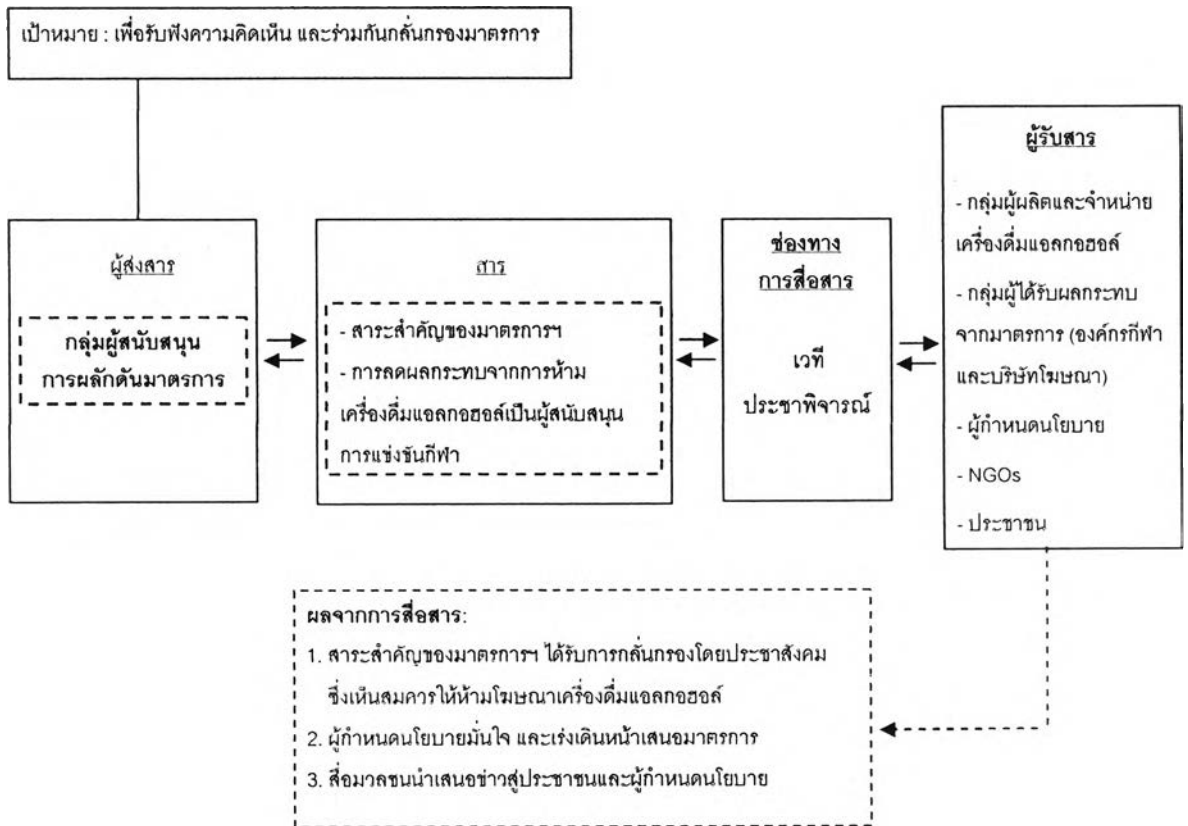 เป้าหมาย : เพื่อรับฟังความคิดเห็น และร่วมกันกลั่นกรองมาตรการ
ผู้ส่งสาร
กลุ่มผู้สนับสนุน
การผลักดันมาตรการ
สาร
- สาระสำคัญของมาตรการฯ
- การลดผลกระทบจากการห้าม
เครื่องดื่มแอลกอฮอล์เป็นผู้สนับสนุน
การแข่งขันกีฬา
ช่องทาง
การสื่อสาร
เวที
ประชาพิจารณ์
ผู้รับสาร
- กลุ่มผู้ผลิตและจำหน่าย
เครื่องดื่มแอลกอฮอล์
- กลุ่มผู้ได้รับผลกระทบ
จากมาตรการ (องค์กรกีฬา
และบริษัทโฆษณา)
- ผู้กำหนดนโยบาย
- NGOs
- ประชาชน
ผลจากการสื่อสาร:
1. สาระสำคัญของมาตรการฯ ได้รับการกลั่นกรองโดยประชาสังคม
ซึ่งเห็นสมควรให้ห้ามโฆษณาเครื่องดื่มแอลกอฮอล์
2. ผู้กำหนดนโยบายมั่นใจ และเร่งเดินหน้าเสนอมาตรการ
3. สื่อมวลชนนำเสนอข่าวสู่ประชาชนและผู้กำหนดนโยบาย